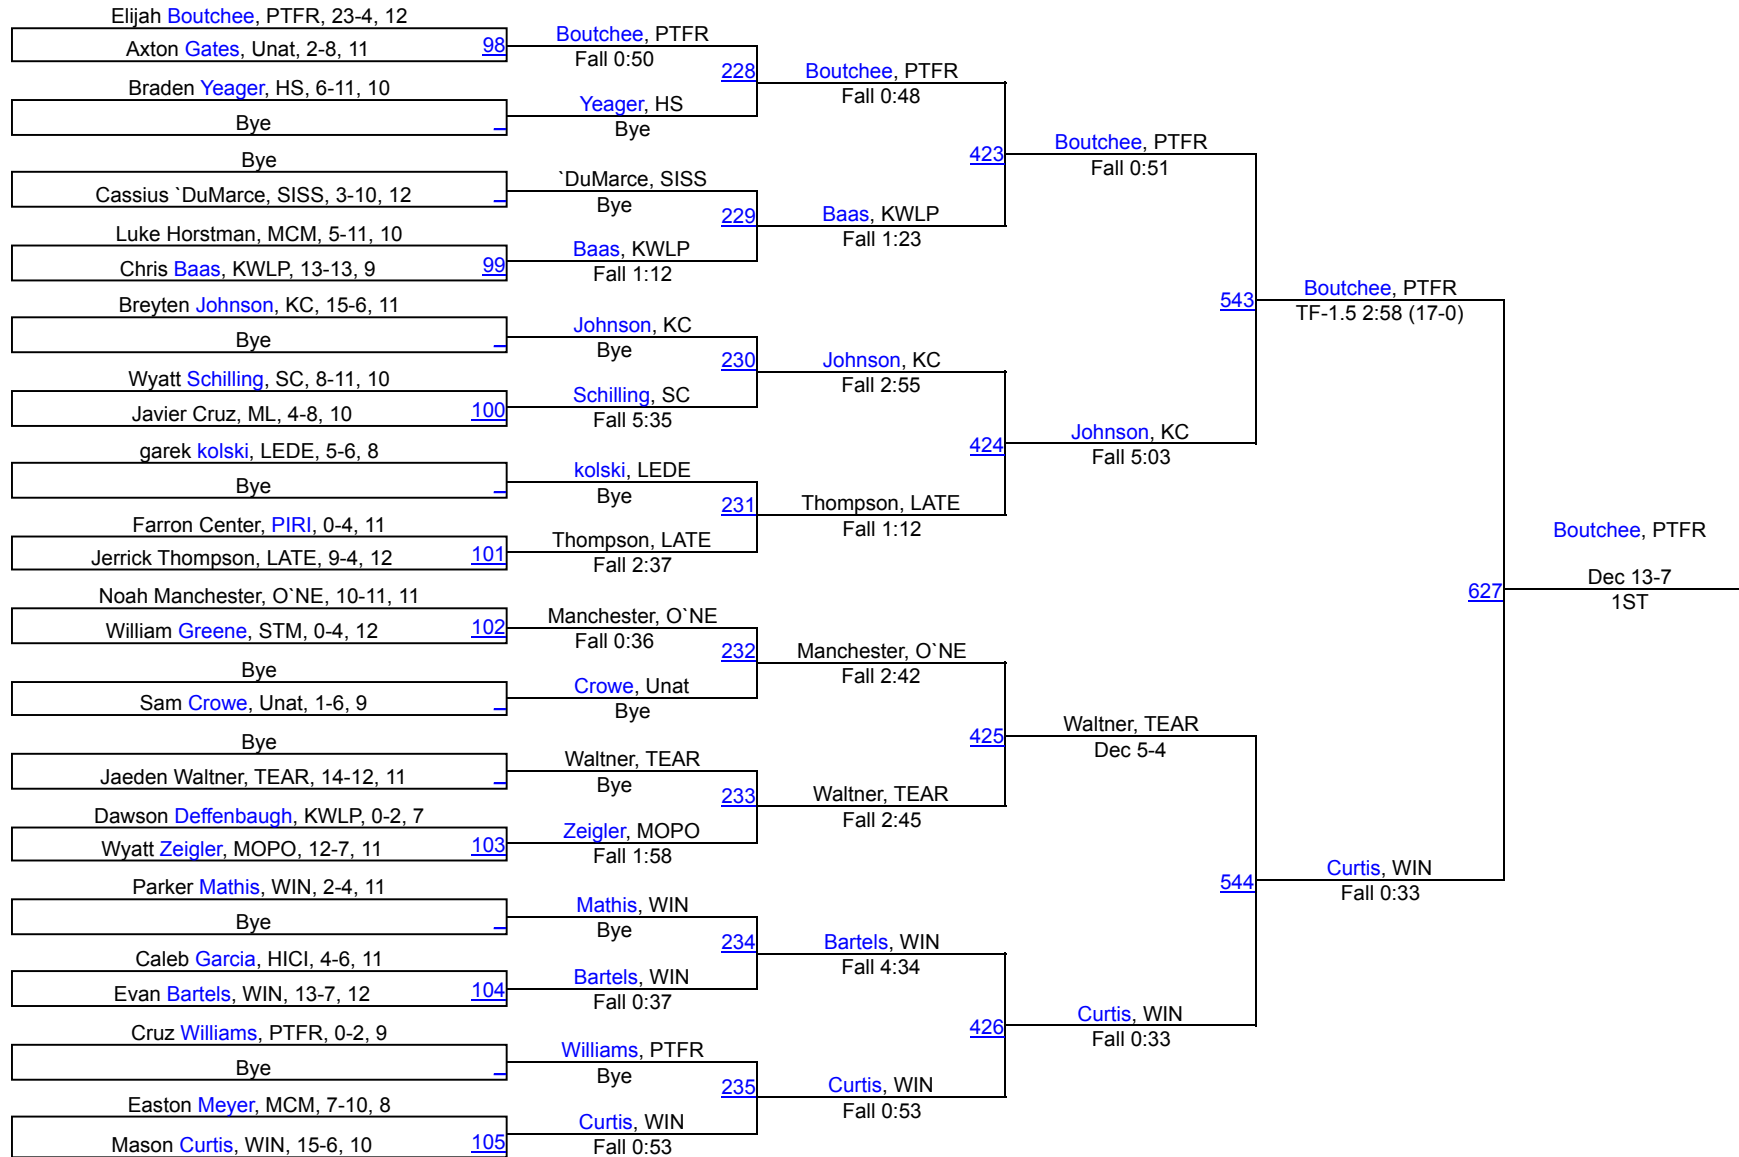 Elijah Boutchee, PTFR, 23-4, 12
Axton Gates, Unat, 2-8, 11
98
Braden Yeager, HS, 6-11, 10
Bye
Bye
Cassius `DuMarce, SISS, 3-10, 12
Luke Horstman, MCM, 5-11, 10
Chris Baas, KWLP, 13-13, 9
99
Breyten Johnson, KC, 15-6, 11
Bye
Wyatt Schilling, SC, 8-11, 10
Javier Cruz, ML, 4-8, 10
100
garek kolski, LEDE, 5-6, 8
Bye
Farron Center, PIRI, 0-4, 11
Jerrick Thompson, LATE, 9-4, 12
101
Noah Manchester, O`NE, 10-11, 11
William Greene, STM, 0-4, 12
102
Bye
Sam Crowe, Unat, 1-6, 9
Bye
Jaeden Waltner, TEAR, 14-12, 11
Dawson Deffenbaugh, KWLP, 0-2, 7
Wyatt Zeigler, MOPO, 12-7, 11
103
Parker Mathis, WIN, 2-4, 11
Bye
Caleb Garcia, HICI, 4-6, 11
Evan Bartels, WIN, 13-7, 12
104
Cruz Williams, PTFR, 0-2, 9
Bye
Easton Meyer, MCM, 7-10, 8
Mason Curtis, WIN, 15-6, 10
105
Boutchee, PTFR
Fall 0:50
228
Yeager, HS
Bye
`DuMarce, SISS
Bye
229
Baas, KWLP
Fall 1:12
Johnson, KC
Bye
230
Schilling, SC
Fall 5:35
kolski, LEDE
Bye
231
Thompson, LATE
Fall 2:37
Manchester, O`NE
Fall 0:36
232
Crowe, Unat
Bye
Waltner, TEAR
Bye
233
Zeigler, MOPO
Fall 1:58
Mathis, WIN
Bye
234
Bartels, WIN
Fall 0:37
Williams, PTFR
Bye
235
Curtis, WIN
Fall 0:53
Boutchee, PTFR
Fall 0:48
423
Baas, KWLP
Fall 1:23
Johnson, KC
Fall 2:55
424
Thompson, LATE
Fall 1:12
Manchester, O`NE
Fall 2:42
425
Waltner, TEAR
Fall 2:45
Bartels, WIN
Fall 4:34
426
Curtis, WIN
Fall 0:53
Boutchee, PTFR
Fall 0:51
543
Johnson, KC
Fall 5:03
Waltner, TEAR
Dec 5-4
544
Curtis, WIN
Fall 0:33
Boutchee, PTFR
TF-1.5 2:58 (17-0)
627
Curtis, WIN
Fall 0:33
Boutchee, PTFR
Dec 13-7
1ST